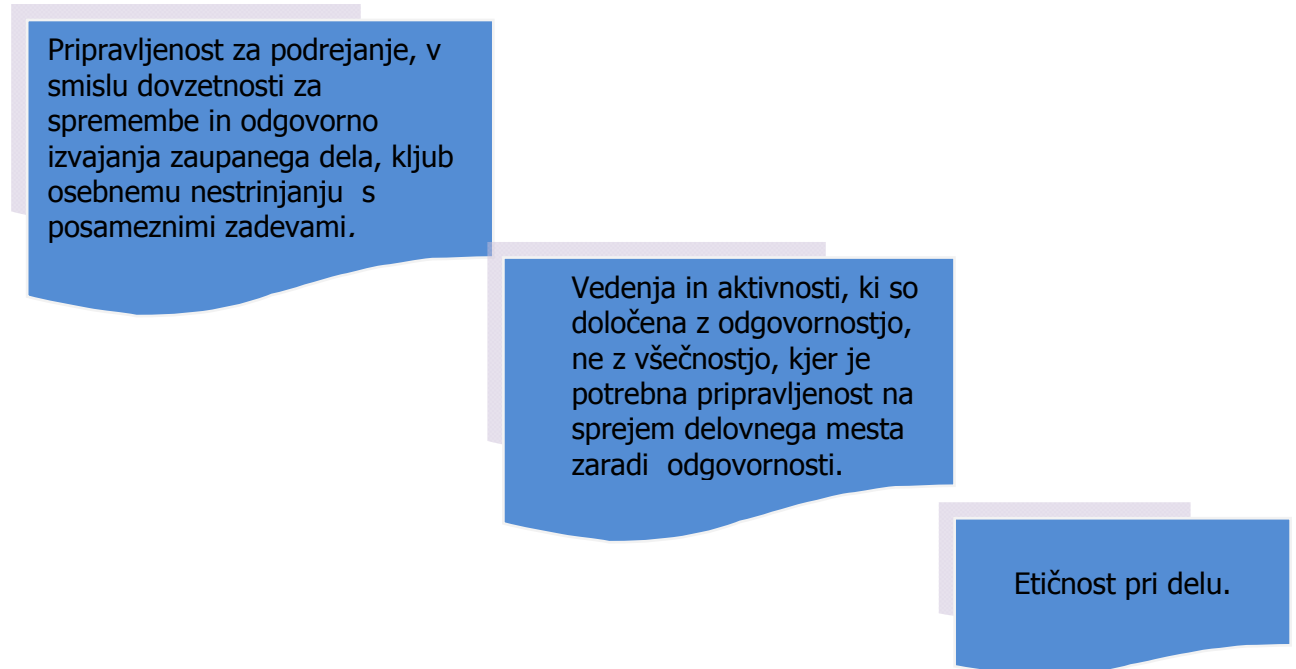 Pripravljenost za podrejanje, v
smislu dovzetnosti za
spremembe in odgovorno
izvajanja zaupanega dela, kljub
osebnemu nestrinjanju  s
posameznimi zadevami.
Vedenja in aktivnosti, ki so
določena z odgovornostjo,
ne z všečnostjo, kjer je
potrebna pripravljenost na
sprejem delovnega mesta
zaradi  odgovornosti.
Etičnost pri delu.